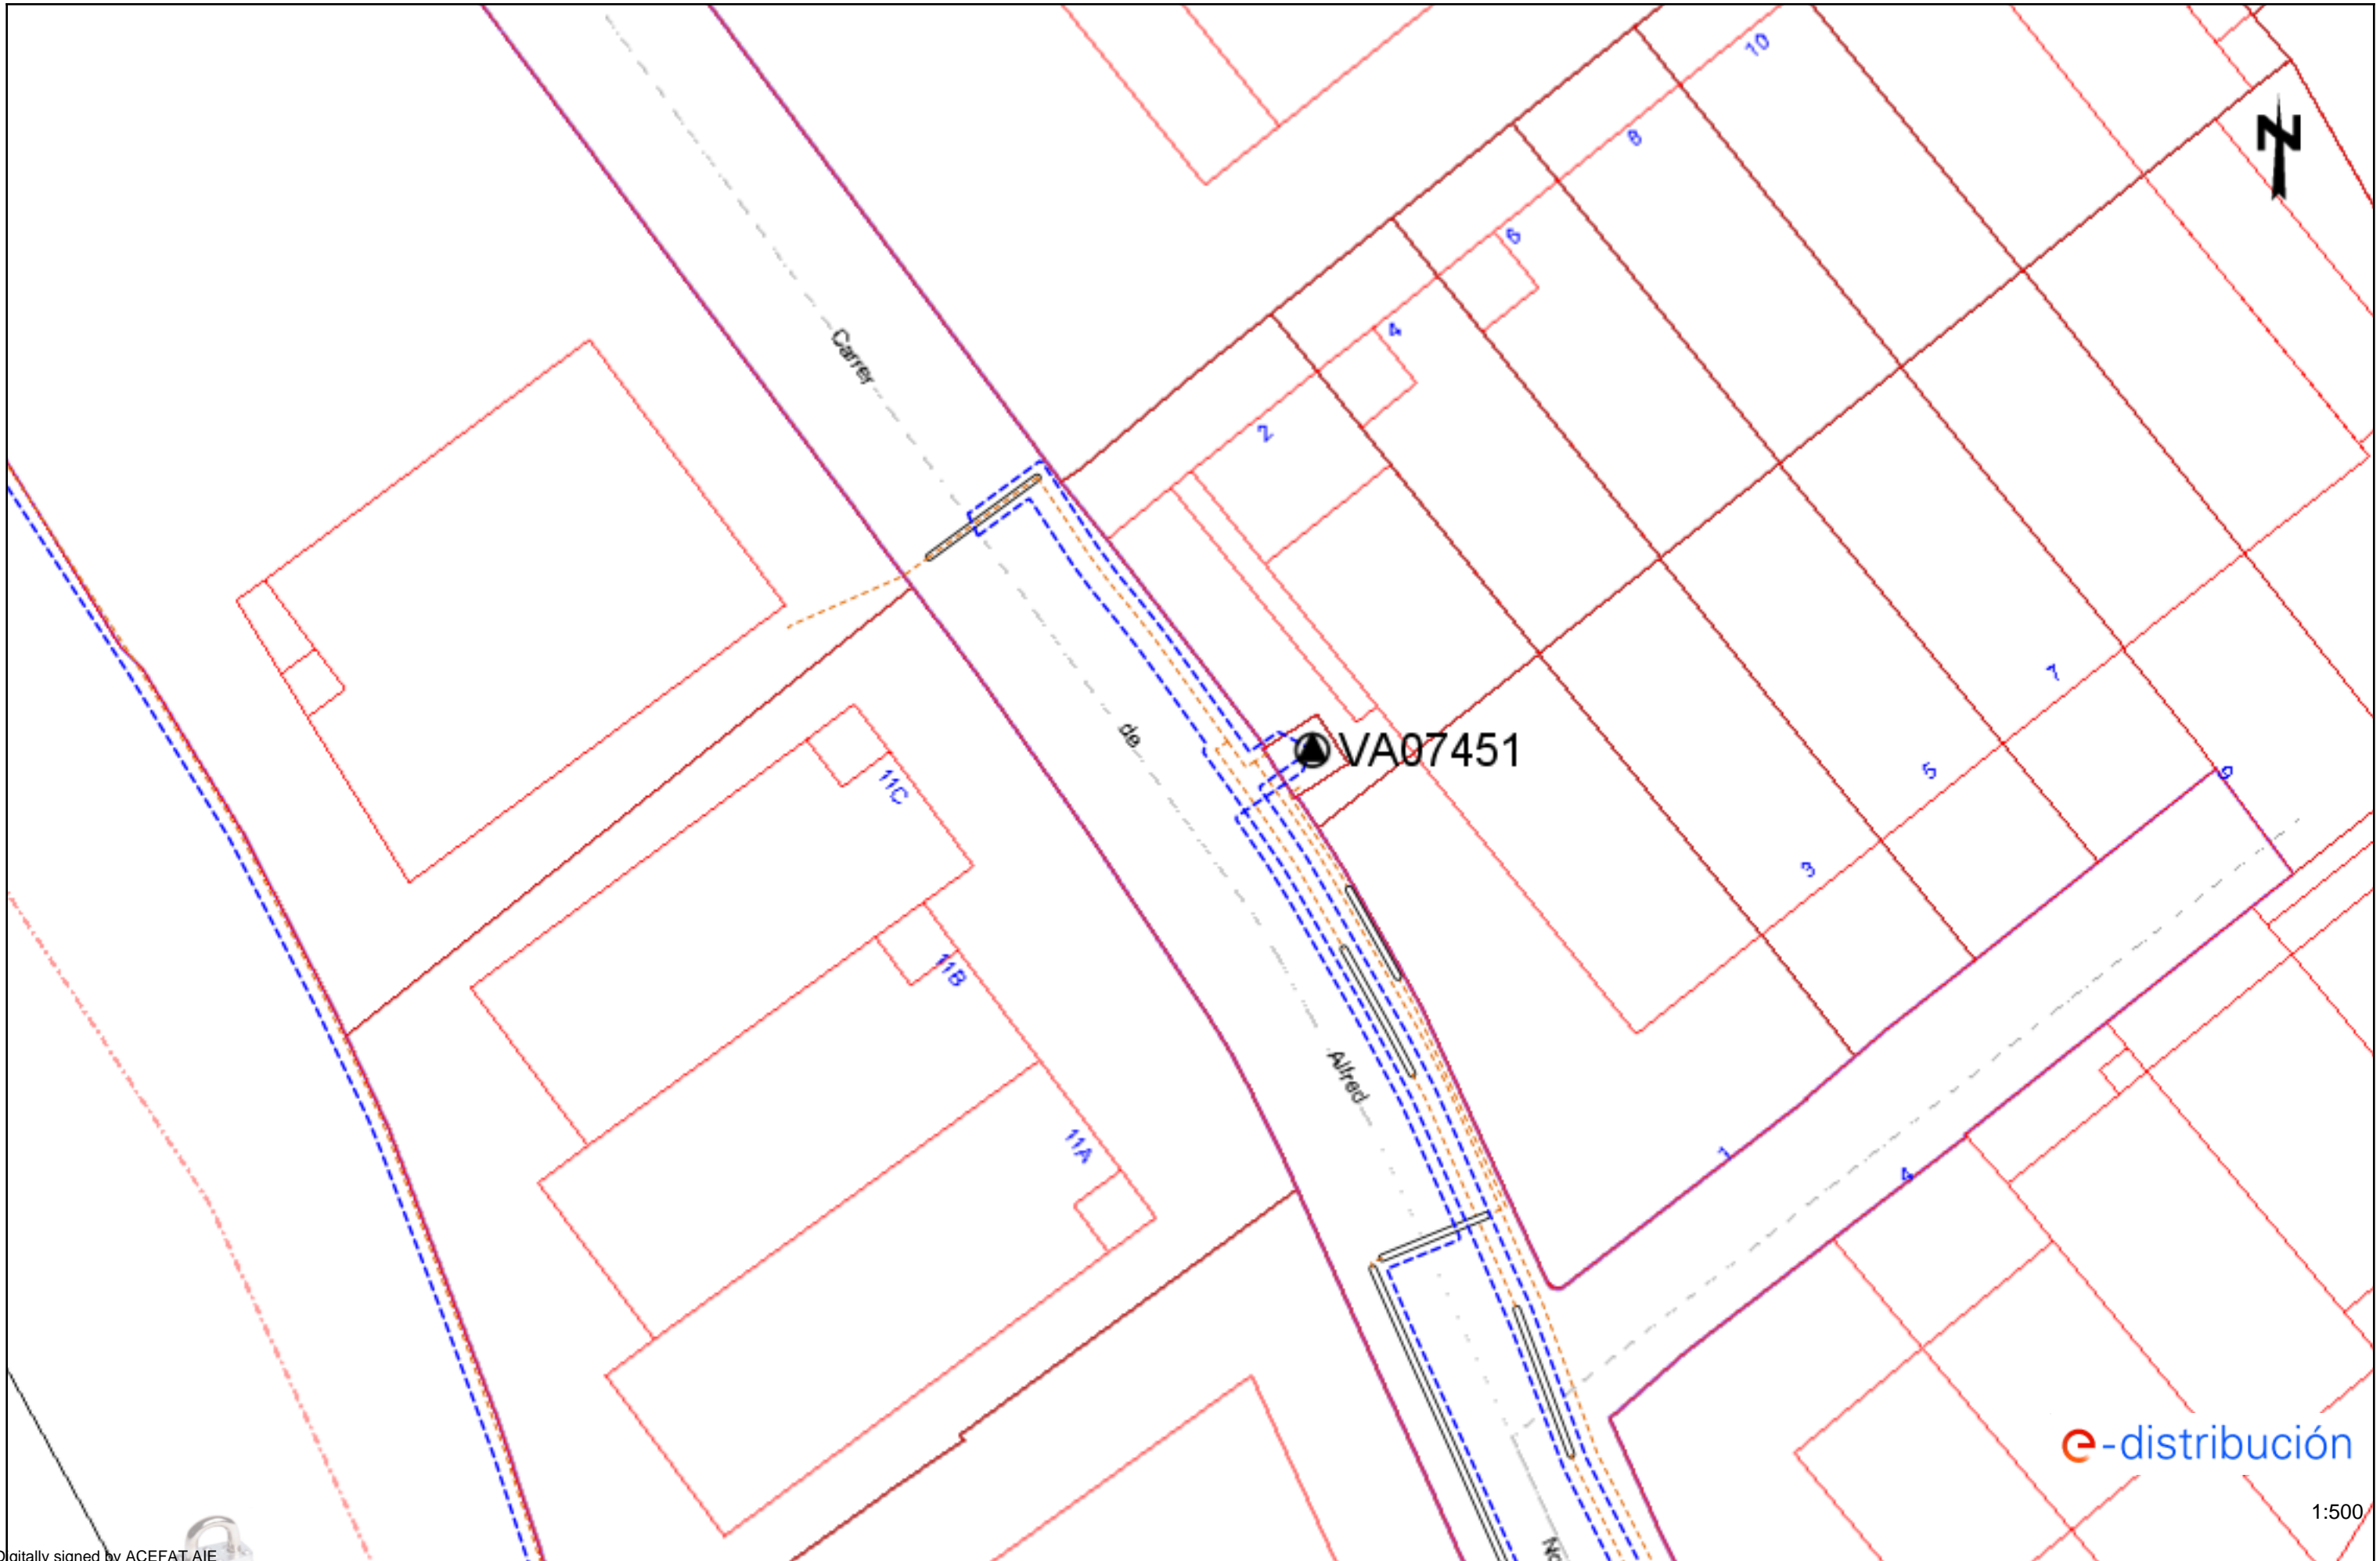 10
8
6
4
2
Carrer
de
VA07451
7
9
5
3
11C
11B
Alfred
11A
1
4
No
e-distribución
1:500
Digitally signed by ACEFAT AIE
N